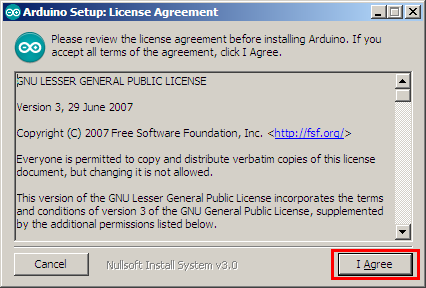 Arduino Setup: License Agreement
Please review the license agreement before installing Arduino. If you
accept all terms of the agreement, click I Agree.
GNU LESSER GENERAL PUBLIC LICENSE
Version 3, 29 June 2007
Copyright (C) 2007 Free Software Foundation, Inc. <http://fsf.org/>
Everyone is permitted to copy and distribute verbatim copies of this license
document, but changing it is not allowed.
This version of the GNU Lesser General Public License incorporates the terms
and conditions of version 3 of the GNU General Public License, supplemented
by the additional permissions listed below.
Cancel
Nullsoft Install System v3.0
I Agree